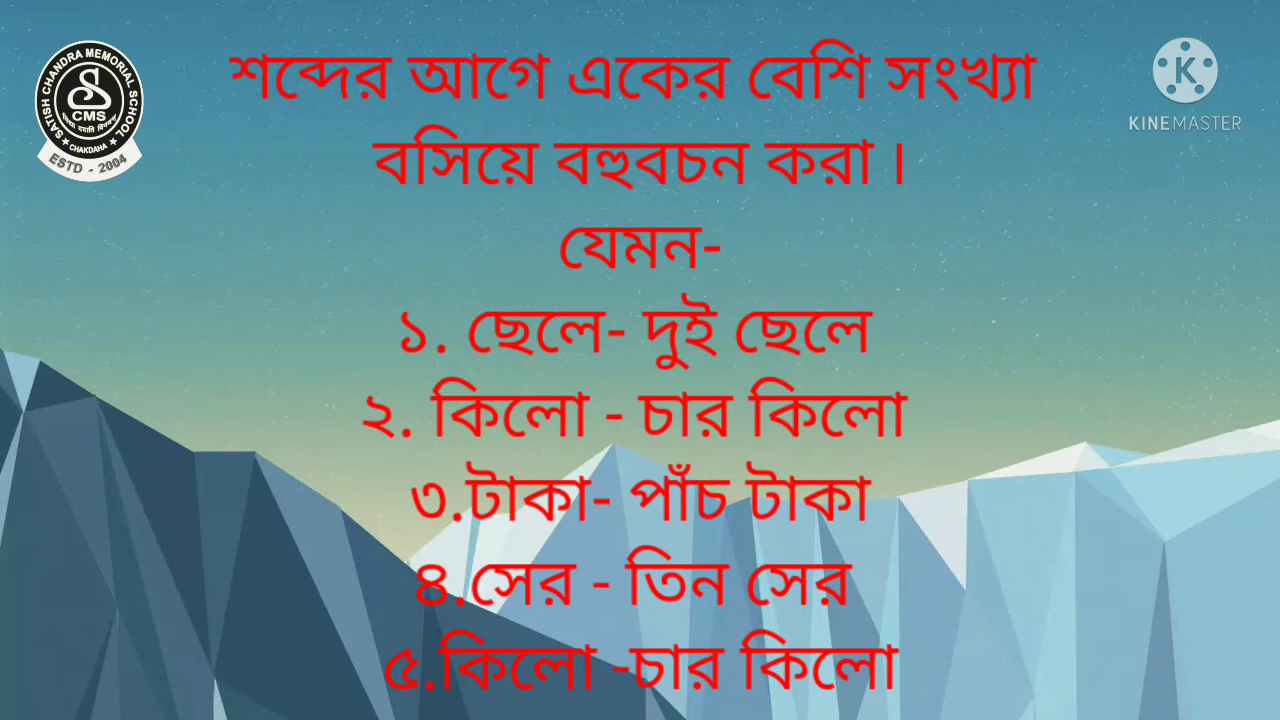 SATISH CHANDRA MEMORIAL SCHOOL
CMS
★ CHAKDAHA ★
ESTD - 2004
KINEMASTER
শব্দের আগে একের বেশি সংখ্যা
বসিয়ে বহুবচন করা ।
যেমন-
১. ছেলে- দুই ছেলে
২. কিলো - চার কিলো
৩.টাকা- পাঁচ টাকা
৪.সের - তিন সের
৫.কিলো -চার কিলো